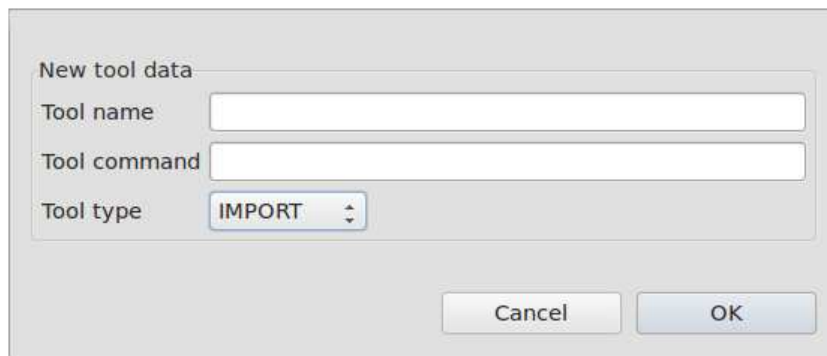 New tool data
Tool name
Tool command
Tool type IMPORT
Cancel OK